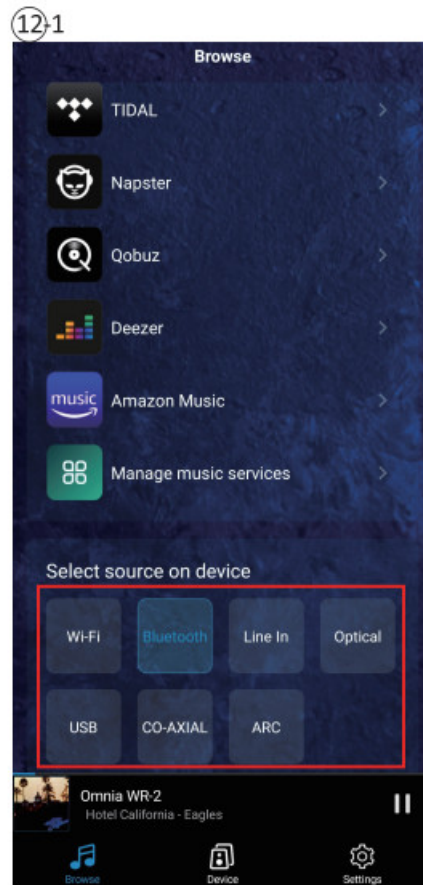 ⑫-1
Browse
TIDAL
Napster
Qobuz
Deezer
music Amazon Music
Manage music services
Select source on device
Wi-Fi Bluetooth Line In Optical
USB CO-AXIAL ARC
Omnia WR-2
Hotel California - Eagles
Browse Device Settings